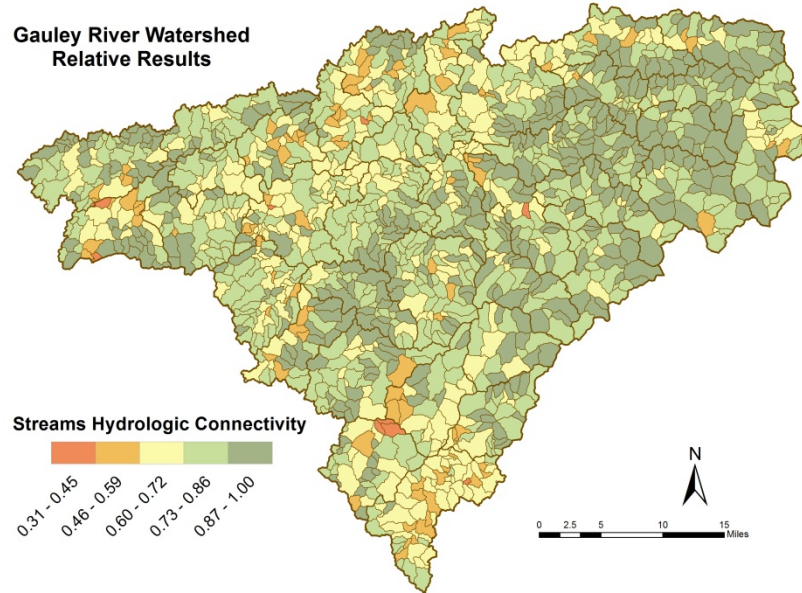 Gauley River Watershed
Relative Results
Streams Hydrologic Connectivity
0.31 - 0.45
0.46 - 0.59
0.60 - 0.72
0.73 - 0.86
0.87 - 1.00
N
0 2.5 5 10 15
Miles